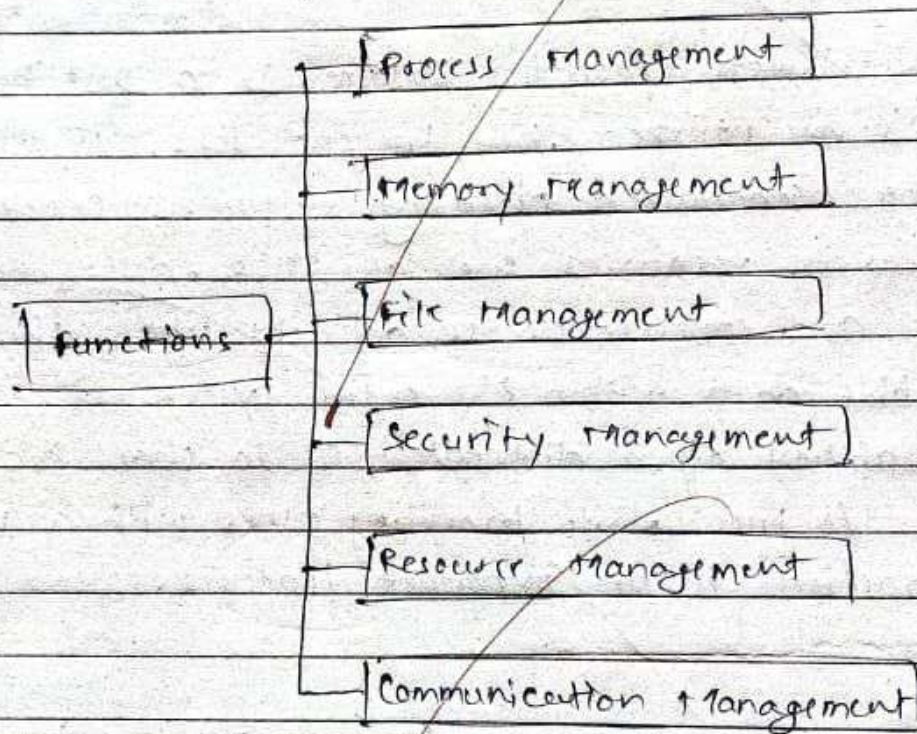 Process Management
Memory Management
File Management
Functions
Security Management
Resource Management
Communication Management